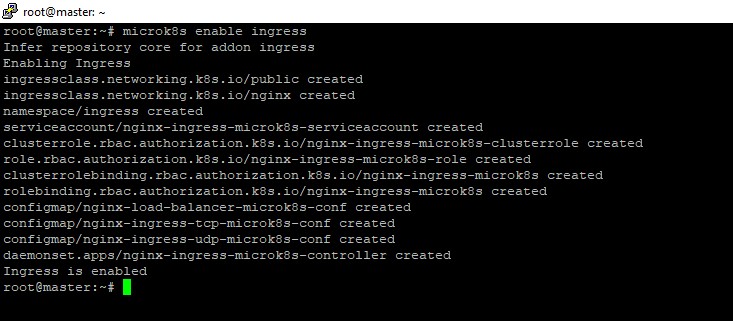 root@master: ~
root@master:~# microk8s enable ingress
Infer repository core for addon ingress
Enabling Ingress
ingressclass.networking.k8s.io/public created
ingressclass.networking.k8s.io/nginx created
namespace/ingress created
serviceaccount/nginx-ingress-microk8s-serviceaccount created
clusterrole.rbac.authorization.k8s.io/nginx-ingress-microk8s-clusterrole created
role.rbac.authorization.k8s.io/nginx-ingress-microk8s-role created
clusterrolebinding.rbac.authorization.k8s.io/nginx-ingress-microk8s created
rolebinding.rbac.authorization.k8s.io/nginx-ingress-microk8s created
configmap/nginx-load-balancer-microk8s-conf created
configmap/nginx-ingress-tcp-microk8s-conf created
configmap/nginx-ingress-udp-microk8s-conf created
daemonset.apps/nginx-ingress-microk8s-controller created
Ingress is enabled
root@master:~#